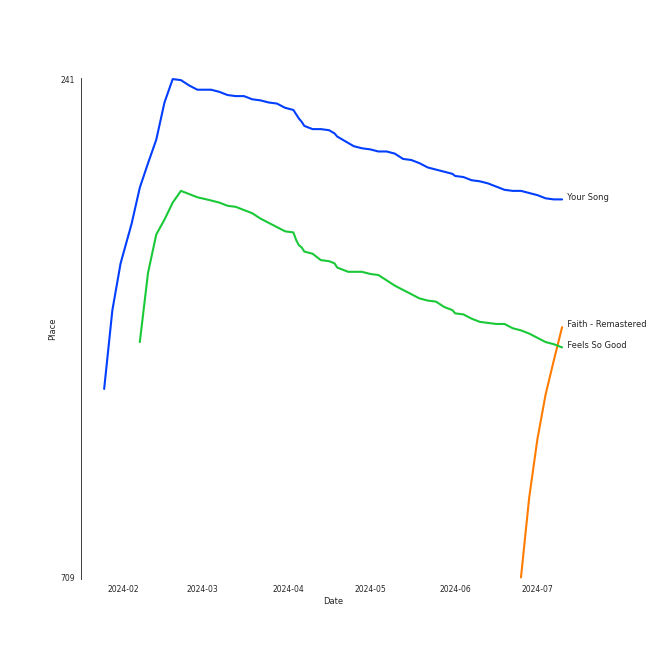 241
Your Song
Faith - Remastered
Place
Feels So Good
709
2024-02 2024-03 2024-04 2024-05 2024-06 2024-07
Date